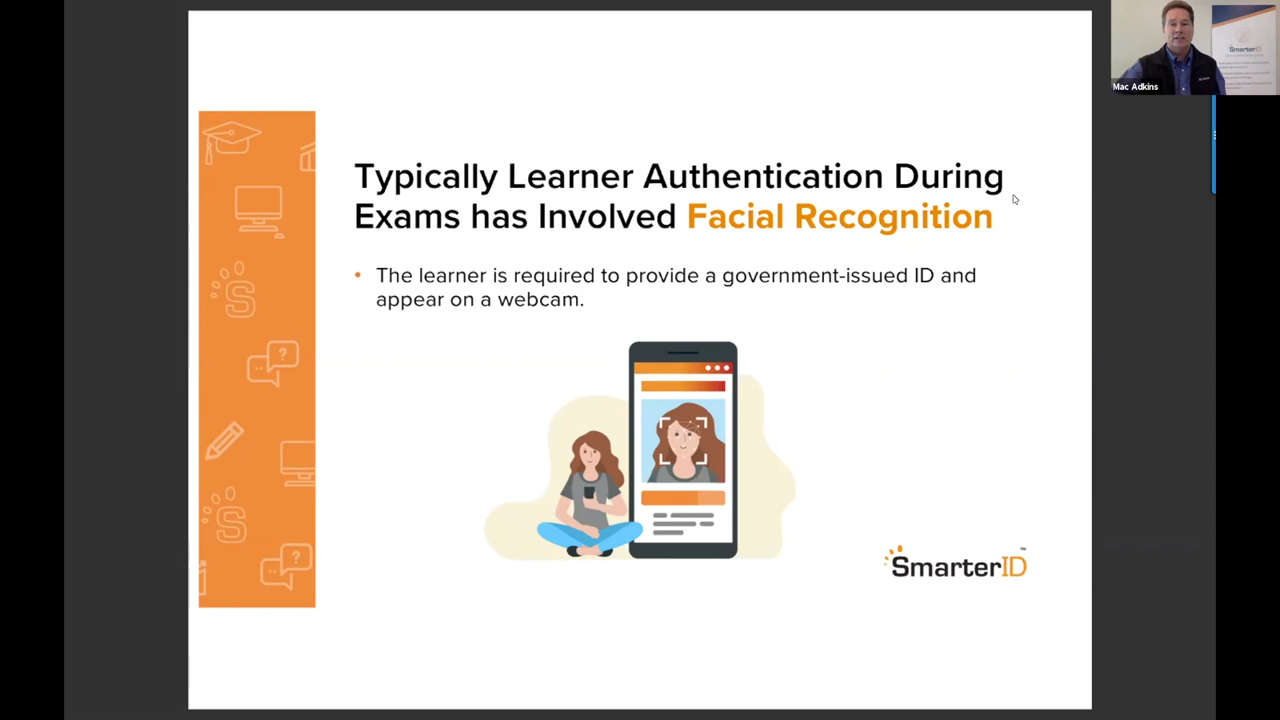 Typically Learner Authentication During
Exams has Involved Facial Recognition
• The learner is required to provide a government-issued ID and
appear on a webcam.
SmarterID™
Mac Adkins
SmarterID